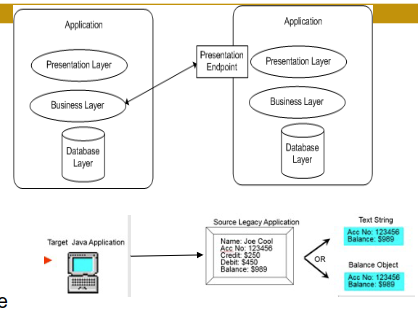 Application
Presentation Layer
Business Layer
Database
Layer
Presentation
Endpoint
Application
Presentation Layer
Business Layer
Database
Layer
Target Java Application
Source Legacy Application
Name: Joe Cool
Acc No: 123456
Credit: $250
Debit: $450
Balance: $989
OR
Text String
Acc No: 123456
Balance: $989
Balance Object
Acc No: 123456
Balance: $989
e